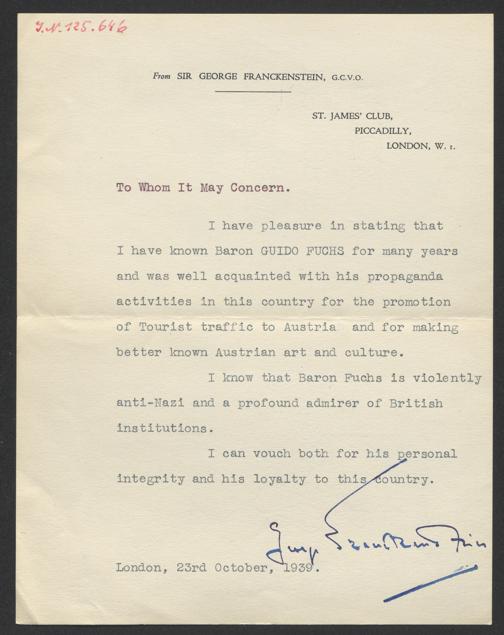 J.N. 125.646
From SIR GEORGE FRANCKENSTEIN, G.C.V.O.
ST. JAMES' CLUB,
PICCADILLY,
LONDON, W. 1.
To Whom It May Concern.
I have pleasure in stating that
I have known Baron GUIDO FUCHS for many years
and was well acquainted with his propaganda
activities in this country for the promotion
of Tourist traffic to Austria and for making
better known Austrian art and culture.
I know that Baron Fuchs is violently
anti-Nazi and a profound admirer of British
institutions.
I can vouch both for his personal
integrity and his loyalty to this country.
London, 23rd October, 1939.